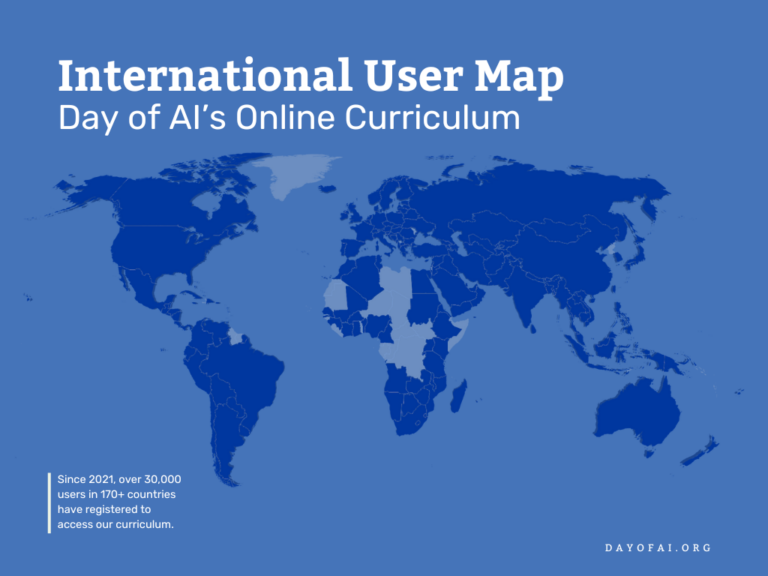 International User Map
Day of AI’s Online Curriculum
Since 2021, over 30,000
users in 170+ countries
have registered to
access our curriculum.
DAYOFAI.ORG